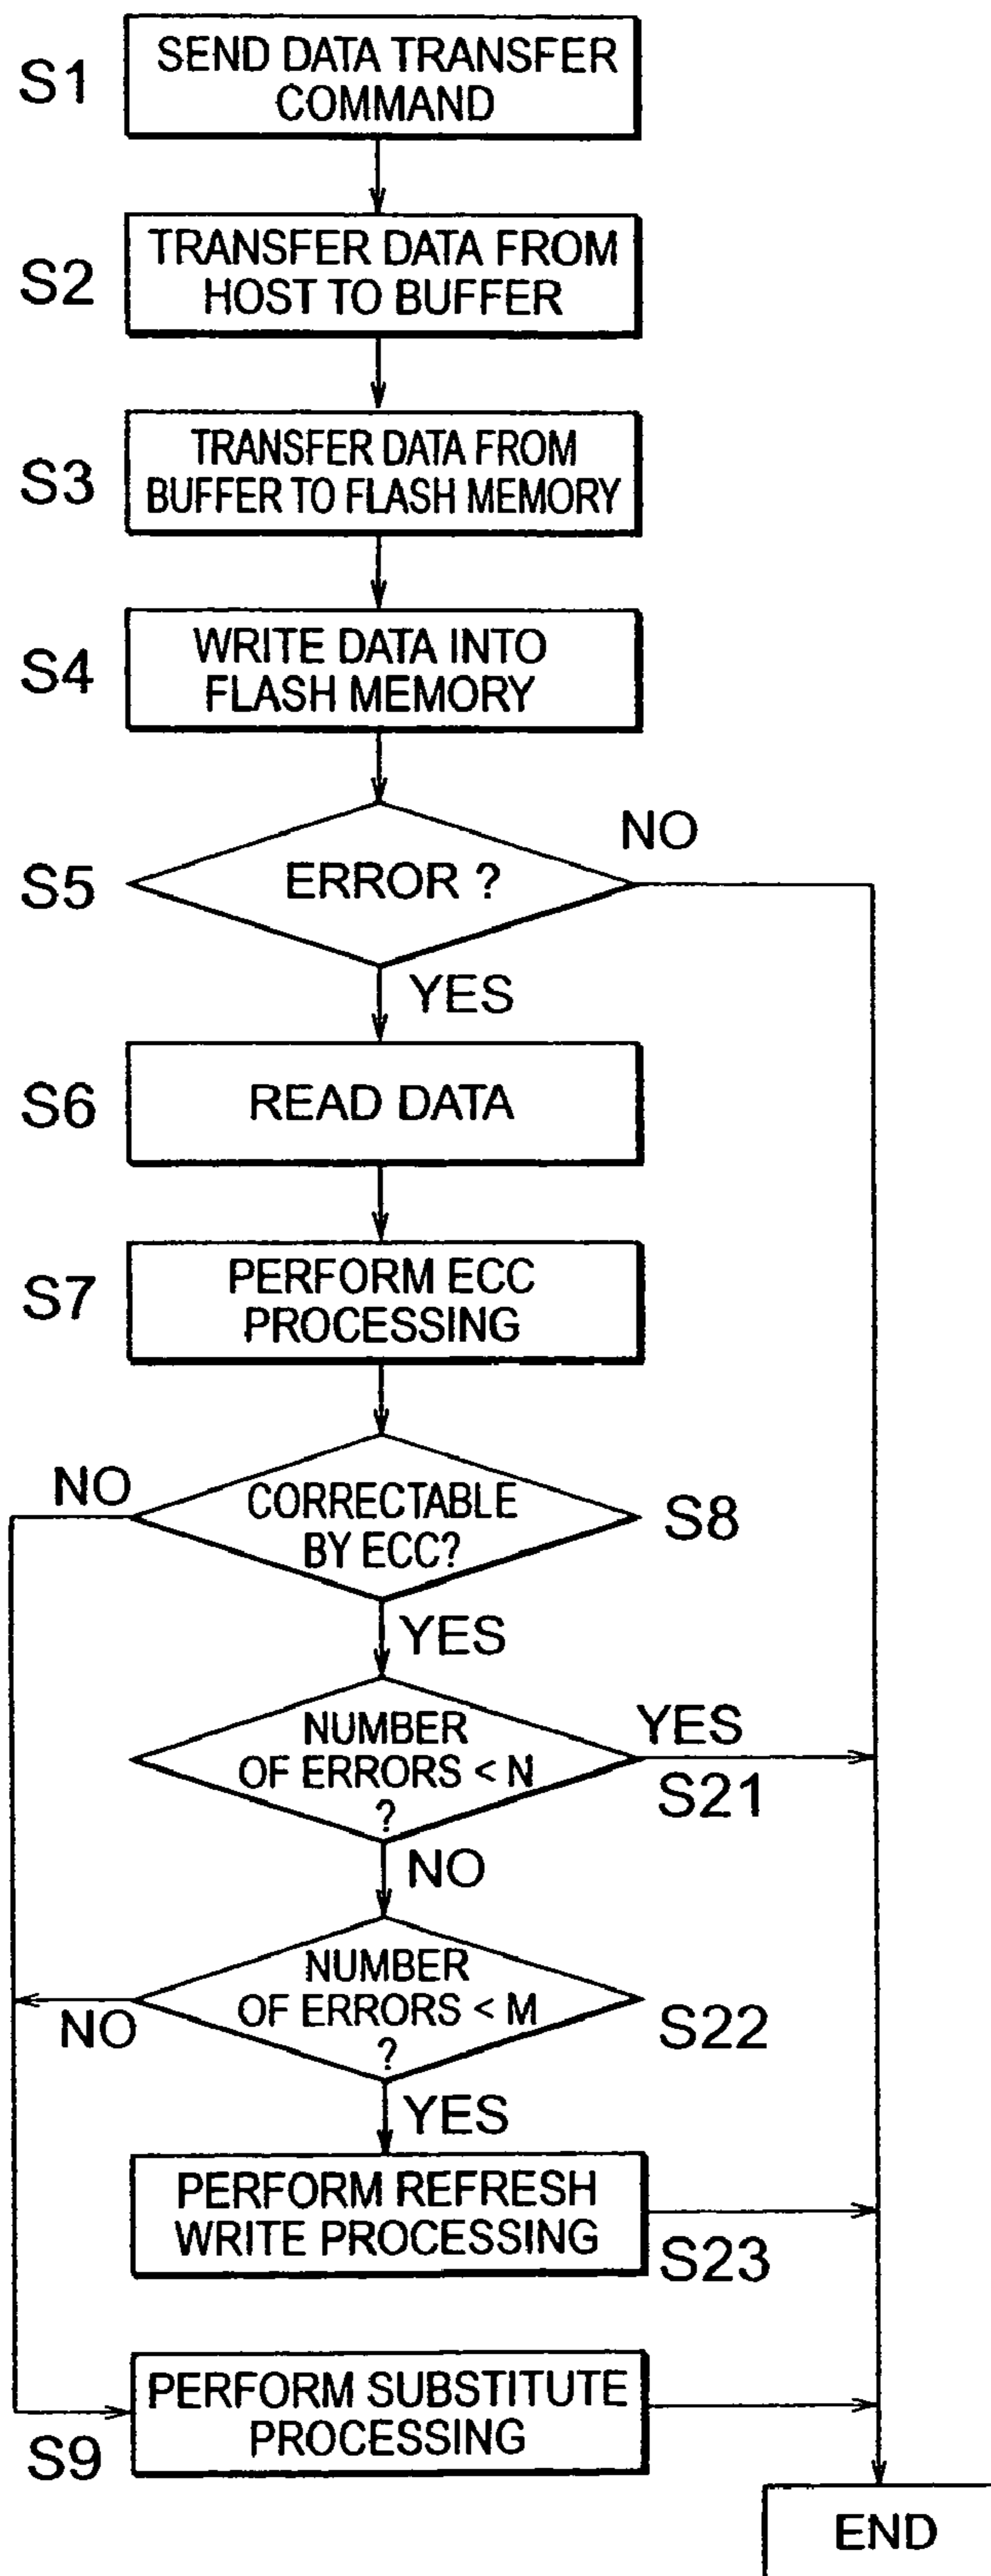 S1
SEND DATA TRANSFER
COMMAND
S2
TRANSFER DATA FROM
HOST TO BUFFER
S3
TRANSFER DATA FROM
BUFFER TO FLASH MEMORY
S4
WRITE DATA INTO
FLASH MEMORY
S5
ERROR ?
NO
YES
S6
READ DATA
S7
PERFORM ECC
PROCESSING
NO
CORRECTABLE
BY ECC?
S8
YES
NUMBER
OF ERRORS < N
?
YES
S21
NO
NUMBER
OF ERRORS < M
?
NO
S22
YES
PERFORM REFRESH
WRITE PROCESSING
S23
PERFORM SUBSTITUTE
PROCESSING
S9
END